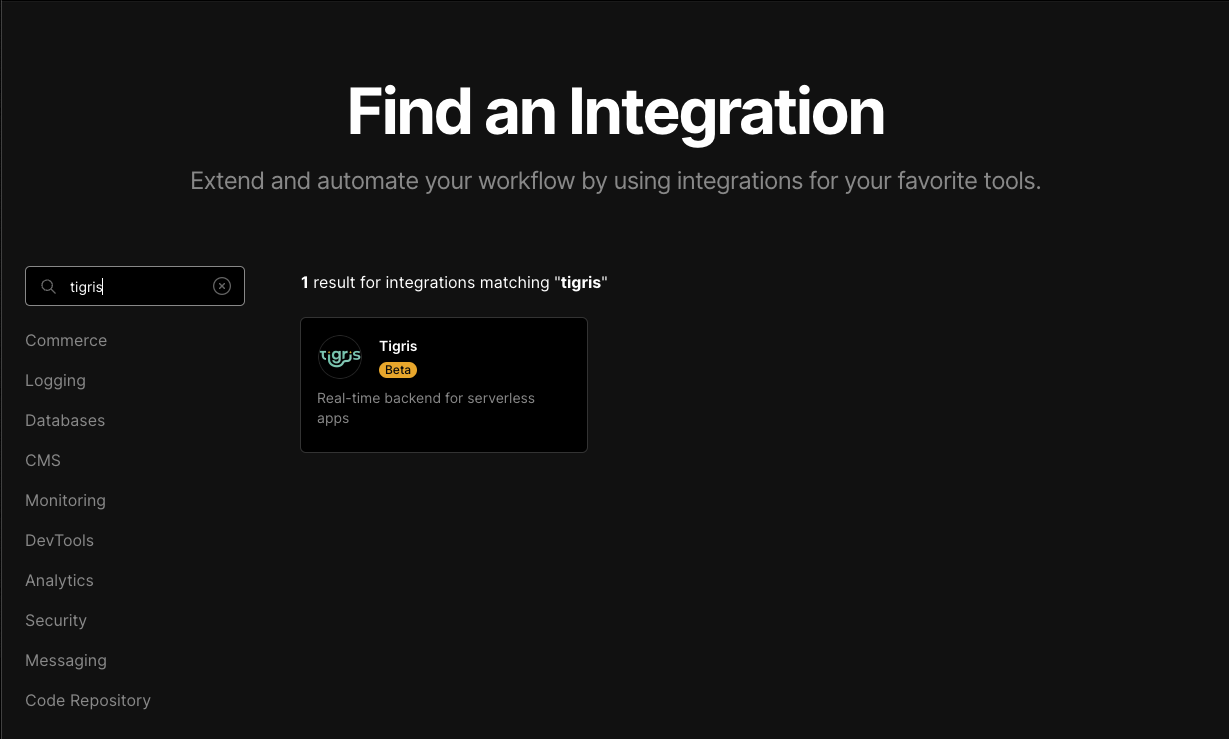 Find an Integration
Extend and automate your workflow by using integrations for your favorite tools.
tigris
Commerce
Logging
Databases
CMS
Monitoring
DevTools
Analytics
Security
Messaging
Code Repository
1 result for integrations matching "tigris"
tigris
Tigris
Beta
Real-time backend for serverless
apps